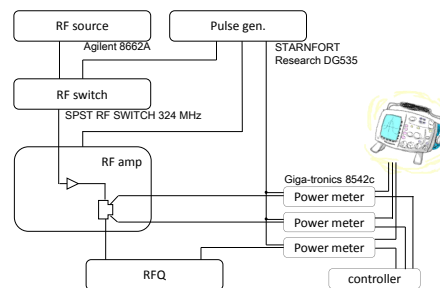 RF source
Pulse gen.
Agilent 8662A
STARNFORT
Research DG535
RF switch
SPST RF SWITCH 324 MHz
RF amp
Giga-tronics 8542c
Power meter
Power meter
Power meter
RFQ
controller